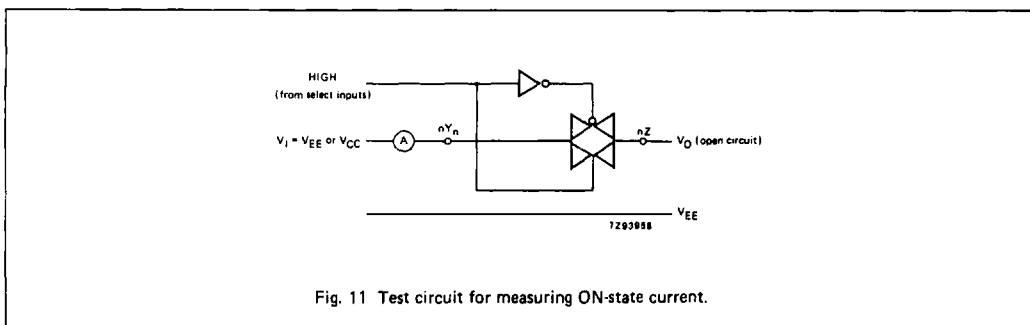 HIGH
(from select inputs)
V_I = V_EE or V_CC
A
nY_n
nZ
V_O (open circuit)
V_EE
7Z93988
Fig. 11 Test circuit for measuring ON-state current.